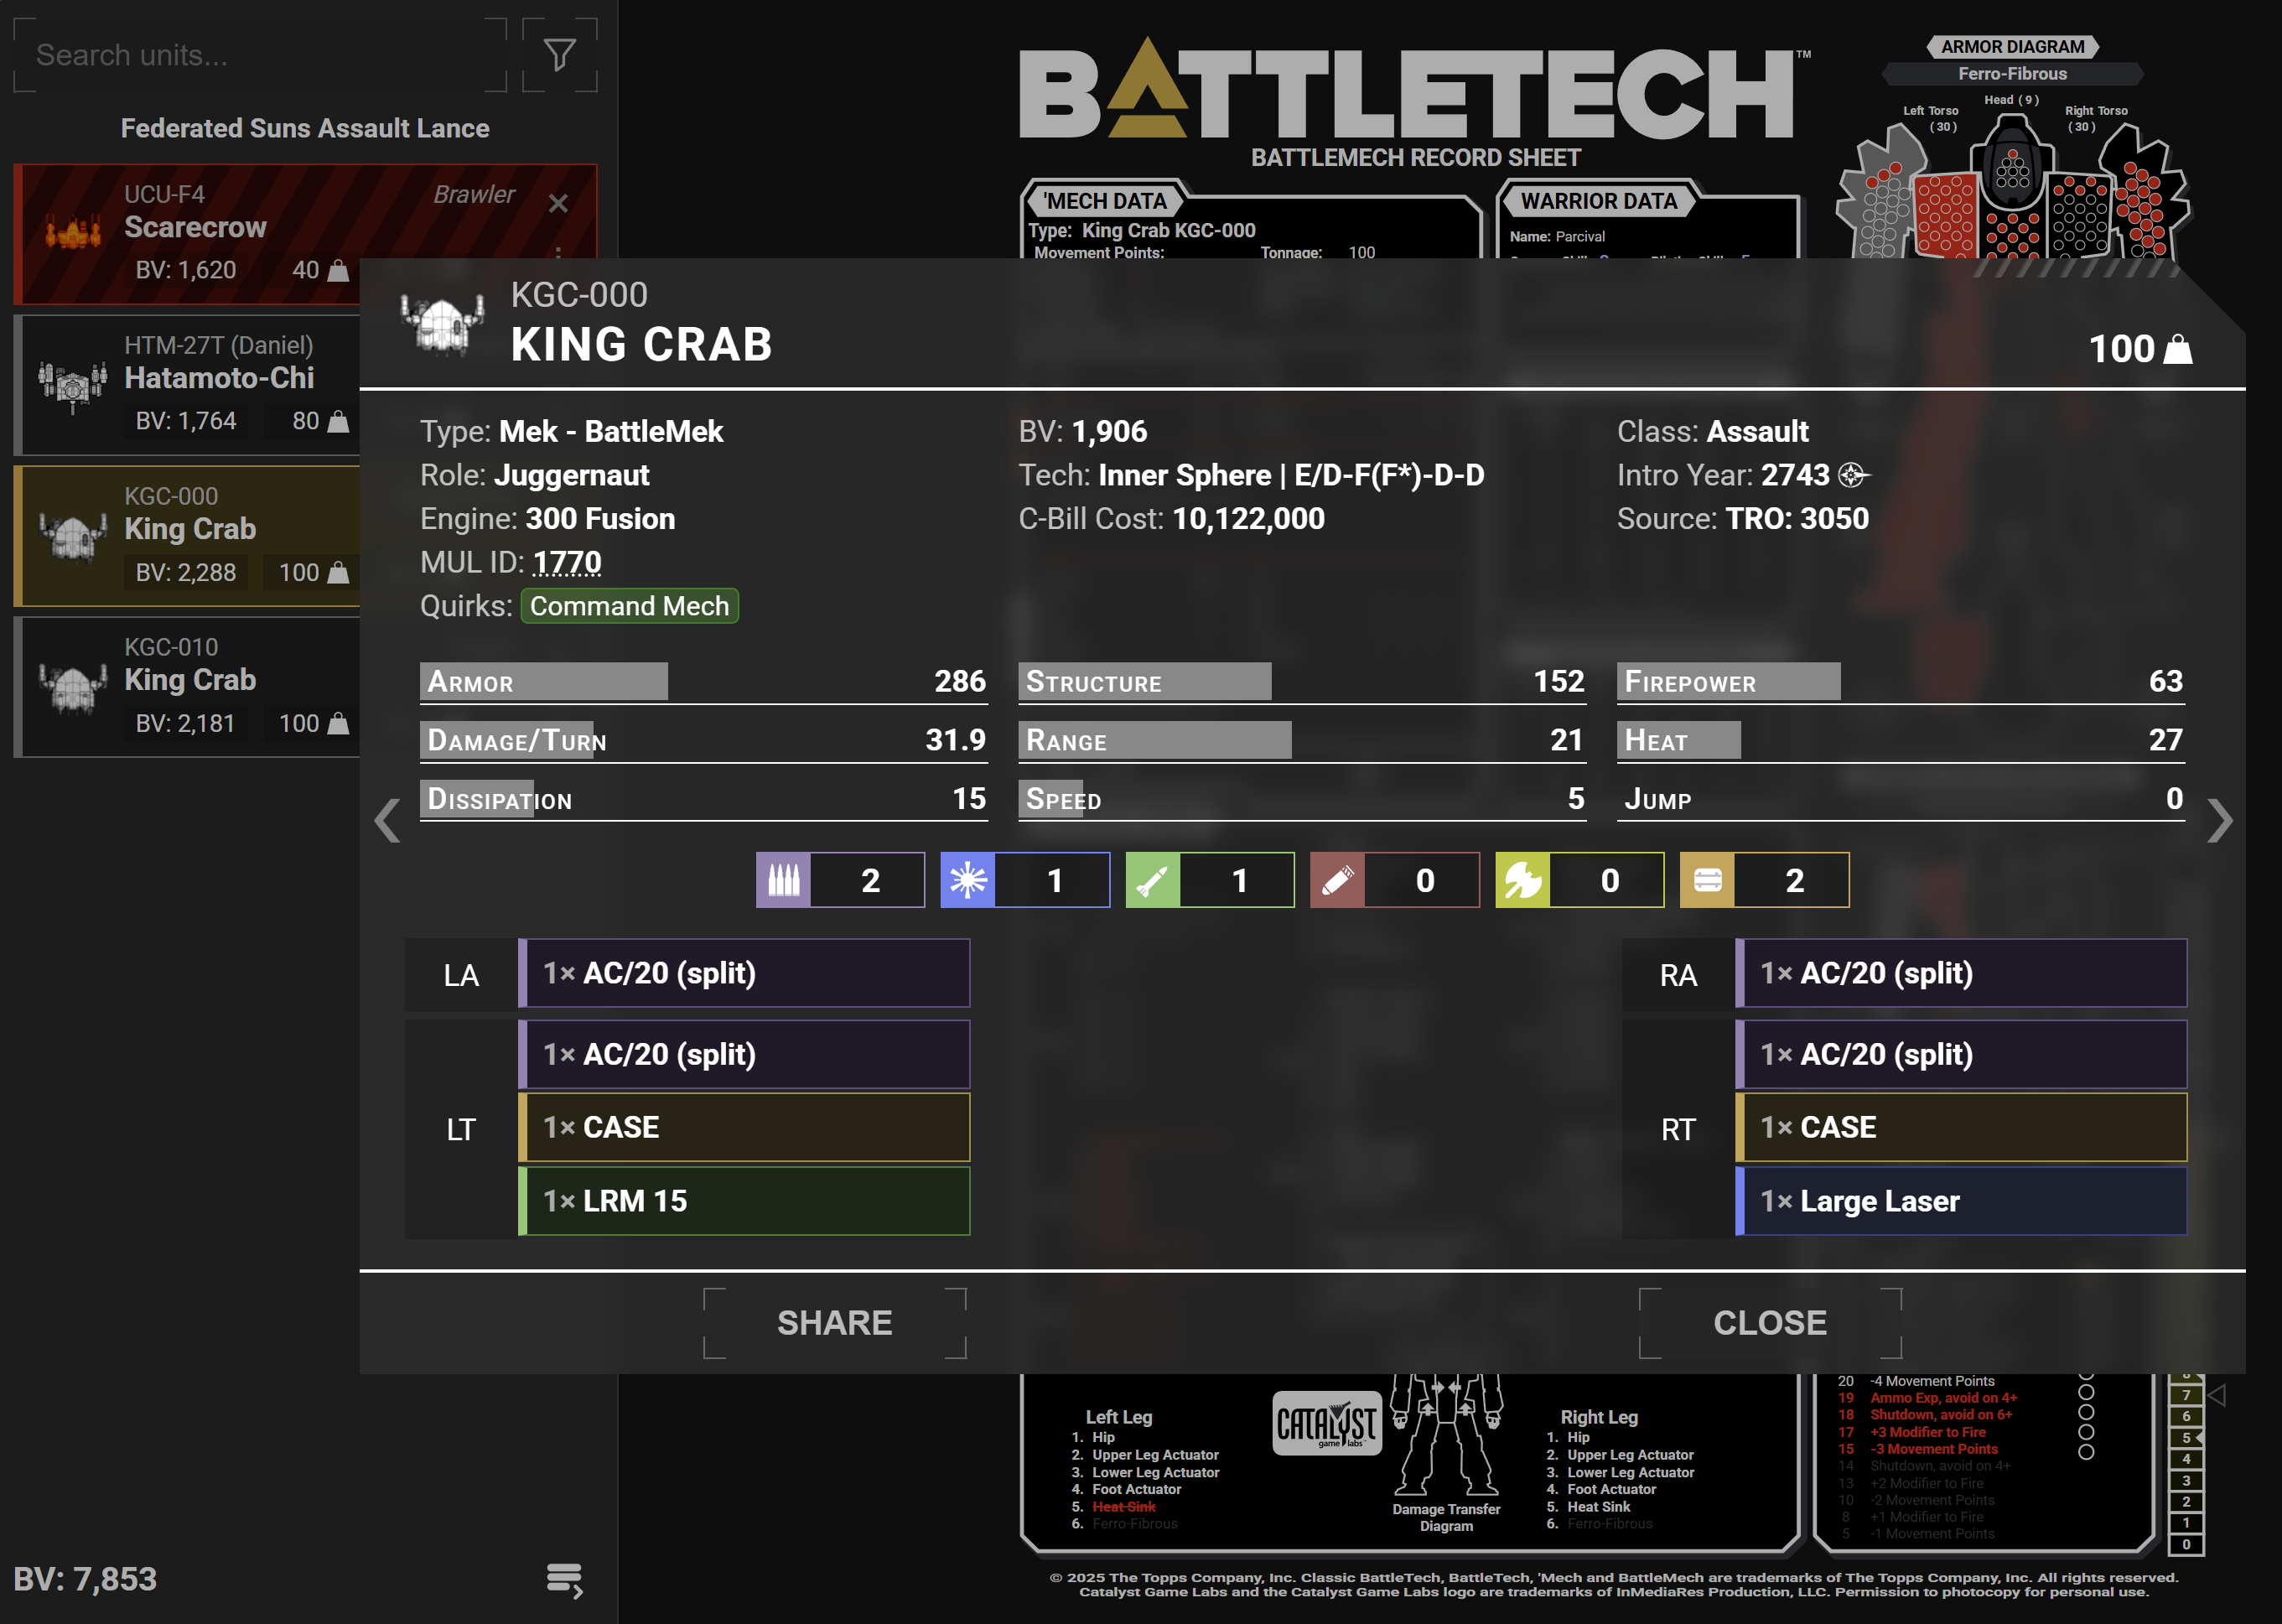 Search units...
Federated Suns Assault Lance
UCU-F4
Brawler
Scarecrow
BV: 1,620
40
HTM-27T (Daniel)
Hatamoto-Chi
BV: 1,764
80
KGC-000
King Crab
BV: 2,288
100
KGC-010
King Crab
BV: 2,181
100
BV: 7,853
BATTLETECH™
BATTLEMECH RECORD SHEET
'MECH DATA
Type: King Crab KGC-000
Movement Points:
Tonnage: 100
WARRIOR DATA
Name: Parcival
ARMOR DIAGRAM
Ferro-Fibrous
Head ( 9 )
Left Torso
( 30 )
Right Torso
( 30 )
KGC-000
KING CRAB
100
Type: Mek - BattleMek
Role: Juggernaut
Engine: 300 Fusion
MUL ID: 1770
Quirks: Command Mech
BV: 1,906
Tech: Inner Sphere | E/D-F(F*)-D-D
C-Bill Cost: 10,122,000
Class: Assault
Intro Year: 2743
Source: TRO: 3050
ARMOR 286
STRUCTURE 152
FIREPOWER 63
DAMAGE/TURN 31.9
RANGE 21
HEAT 27
DISSIPATION 15
SPEED 5
JUMP 0
2
1
1
0
0
2
LA
1× AC/20 (split)
LT
1× AC/20 (split)
1× CASE
1× LRM 15
RA
1× AC/20 (split)
RT
1× AC/20 (split)
1× CASE
1× Large Laser
SHARE
CLOSE
Left Leg
1. Hip
2. Upper Leg Actuator
3. Lower Leg Actuator
4. Foot Actuator
5. Heat Sink
6. Ferro-Fibrous
CATALYST
game labs
Damage Transfer
Diagram
Right Leg
1. Hip
2. Upper Leg Actuator
3. Lower Leg Actuator
4. Foot Actuator
5. Heat Sink
6. Ferro-Fibrous
20 -4 Movement Points
19 Ammo Exp, avoid on 4+
18 Shutdown, avoid on 6+
17 +3 Modifier to Fire
15 -3 Movement Points
14 Shutdown, avoid on 4+
13 +2 Modifier to Fire
10 -2 Movement Points
8 +1 Modifier to Fire
5 -1 Movement Points
7
6
5
4
3
2
1
0
© 2025 The Topps Company, Inc. Classic BattleTech, BattleTech, 'Mech and BattleMech are trademarks of The Topps Company, Inc. All rights reserved.
Catalyst Game Labs and the Catalyst Game Labs logo are trademarks of InMediaRes Production, LLC. Permission to photocopy for personal use.